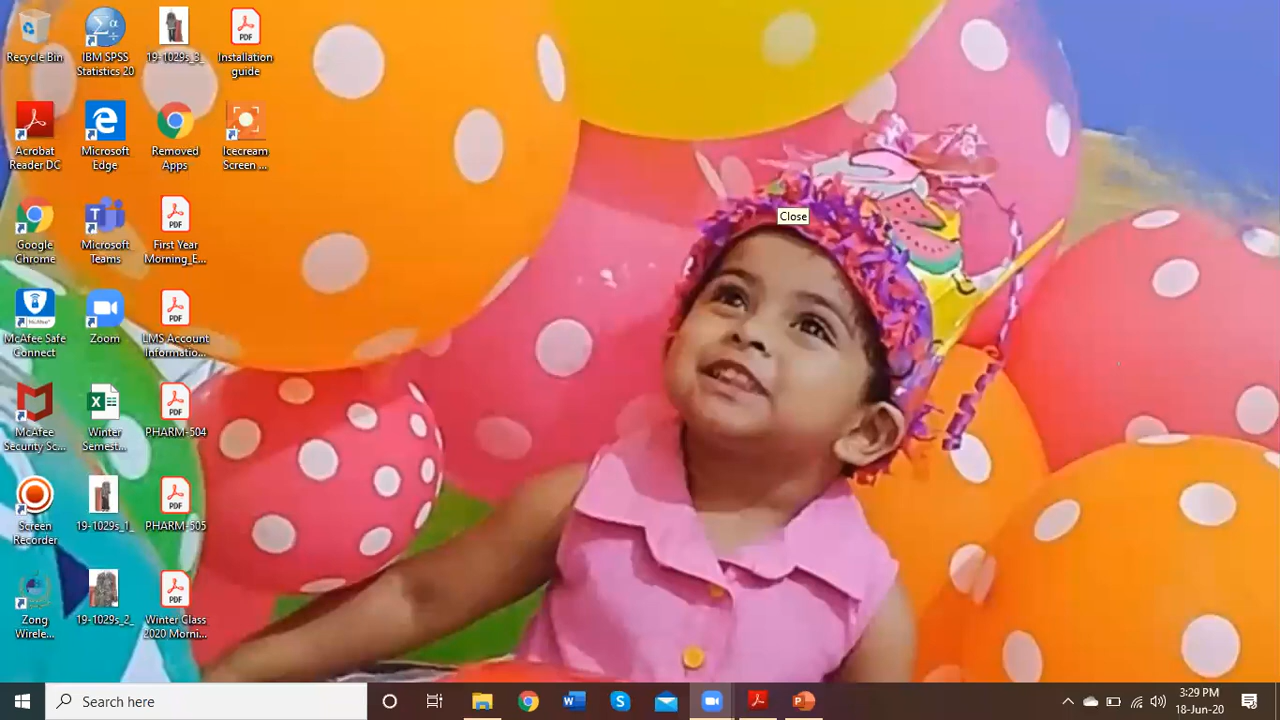 Recycle Bin
IBM SPSS
Statistics 20
19-1029s_3_
Installation
guide
Acrobat
Reader DC
Microsoft
Edge
Removed
Apps
Icecream
Screen ...
Google
Chrome
Microsoft
Teams
First Year
Morning_E...
McAfee Safe
Connect
Zoom
LMS Account
Informatio...
McAfee
Security Sc...
Winter
Semest...
PHARM-504
Screen
Recorder
19-1029s_1_
PHARM-505
Zong
Wirele...
19-1029s_2_
Winter Class
2020 Morni...
Close
Search here
3:29 PM
18-Jun-20